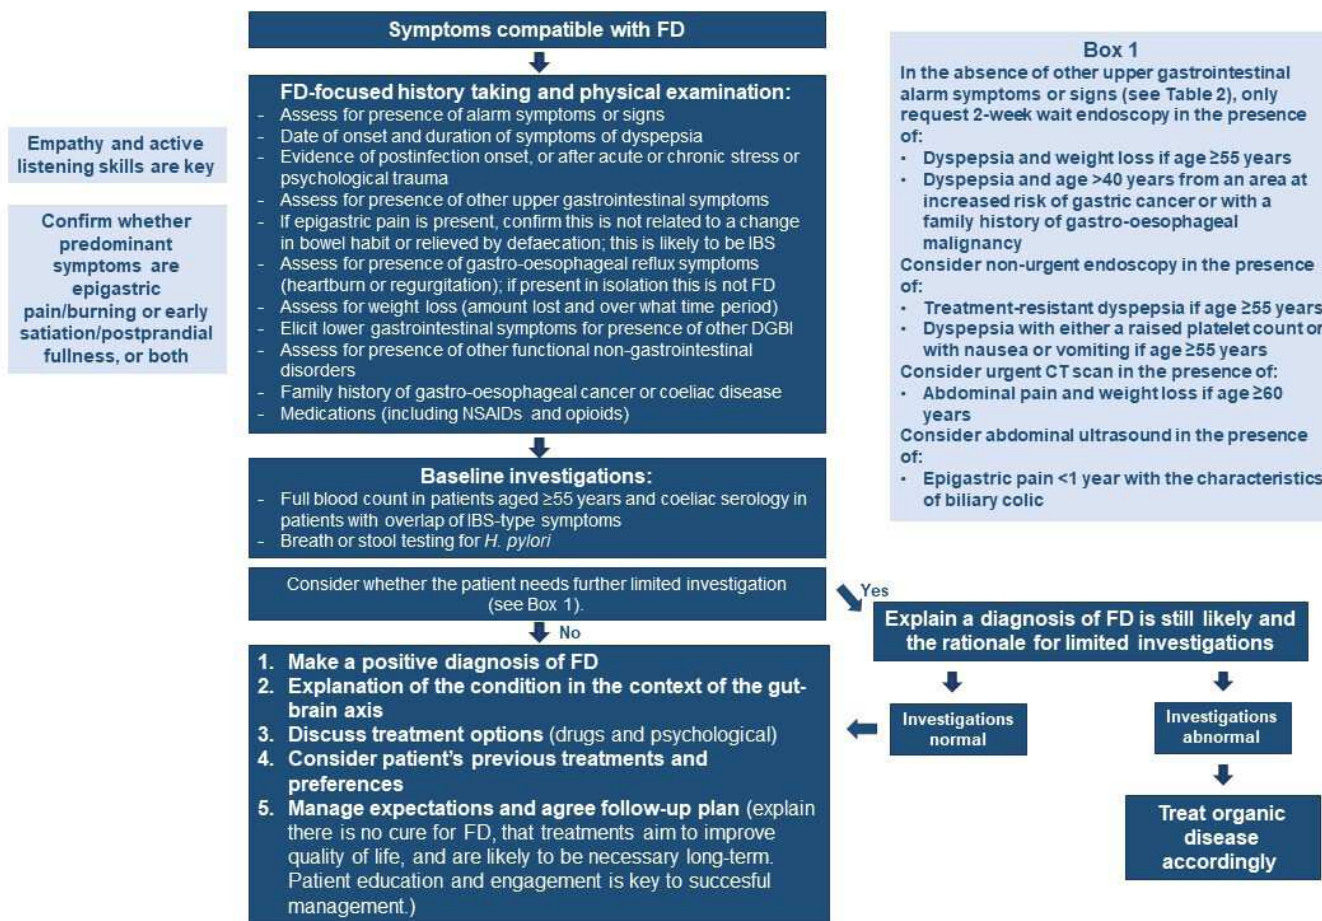 Symptoms compatible with FD
FD-focused history taking and physical examination:
- Assess for presence of alarm symptoms or signs
- Date of onset and duration of symptoms of dyspepsia
- Evidence of postinfection onset, or after acute or chronic stress or
psychological trauma
- Assess for presence of other upper gastrointestinal symptoms
- If epigastric pain is present, confirm this is not related to a change
in bowel habit or relieved by defaecation; this is likely to be IBS
- Assess for presence of gastro-oesophageal reflux symptoms
(heartburn or regurgitation); if present in isolation this is not FD
- Assess for weight loss (amount lost and over what time period)
- Elicit lower gastrointestinal symptoms for presence of other DGBI
- Assess for presence of other functional non-gastrointestinal
disorders
- Family history of gastro-oesophageal cancer or coeliac disease
- Medications (including NSAIDs and opioids)
Empathy and active
listening skills are key
Confirm whether
predominant
symptoms are
epigastric
pain/burning or early
satiation/postprandial
fullness, or both
Box 1
In the absence of other upper gastrointestinal
alarm symptoms or signs (see Table 2), only
request 2-week wait endoscopy in the presence
of:
• Dyspepsia and weight loss if age ≥55 years
• Dyspepsia and age >40 years from an area at
increased risk of gastric cancer or with a
family history of gastro-oesophageal
malignancy
Consider non-urgent endoscopy in the presence
of:
• Treatment-resistant dyspepsia if age ≥55 years
• Dyspepsia with either a raised platelet count or
with nausea or vomiting if age ≥55 years
Consider urgent CT scan in the presence of:
• Abdominal pain and weight loss if age ≥60
years
Consider abdominal ultrasound in the presence
of:
• Epigastric pain <1 year with the characteristics
of biliary colic
Baseline investigations:
- Full blood count in patients aged ≥55 years and coeliac serology in
patients with overlap of IBS-type symptoms
- Breath or stool testing for H. pylori
Consider whether the patient needs further limited investigation
(see Box 1).
Yes
No
Explain a diagnosis of FD is still likely and
the rationale for limited investigations
Investigations
normal
Investigations
abnormal
Treat organic
disease
accordingly
1. Make a positive diagnosis of FD
2. Explanation of the condition in the context of the gut-
brain axis
3. Discuss treatment options (drugs and psychological)
4. Consider patient's previous treatments and
preferences
5. Manage expectations and agree follow-up plan (explain
there is no cure for FD, that treatments aim to improve
quality of life, and are likely to be necessary long-term.
Patient education and engagement is key to succesful
management.)